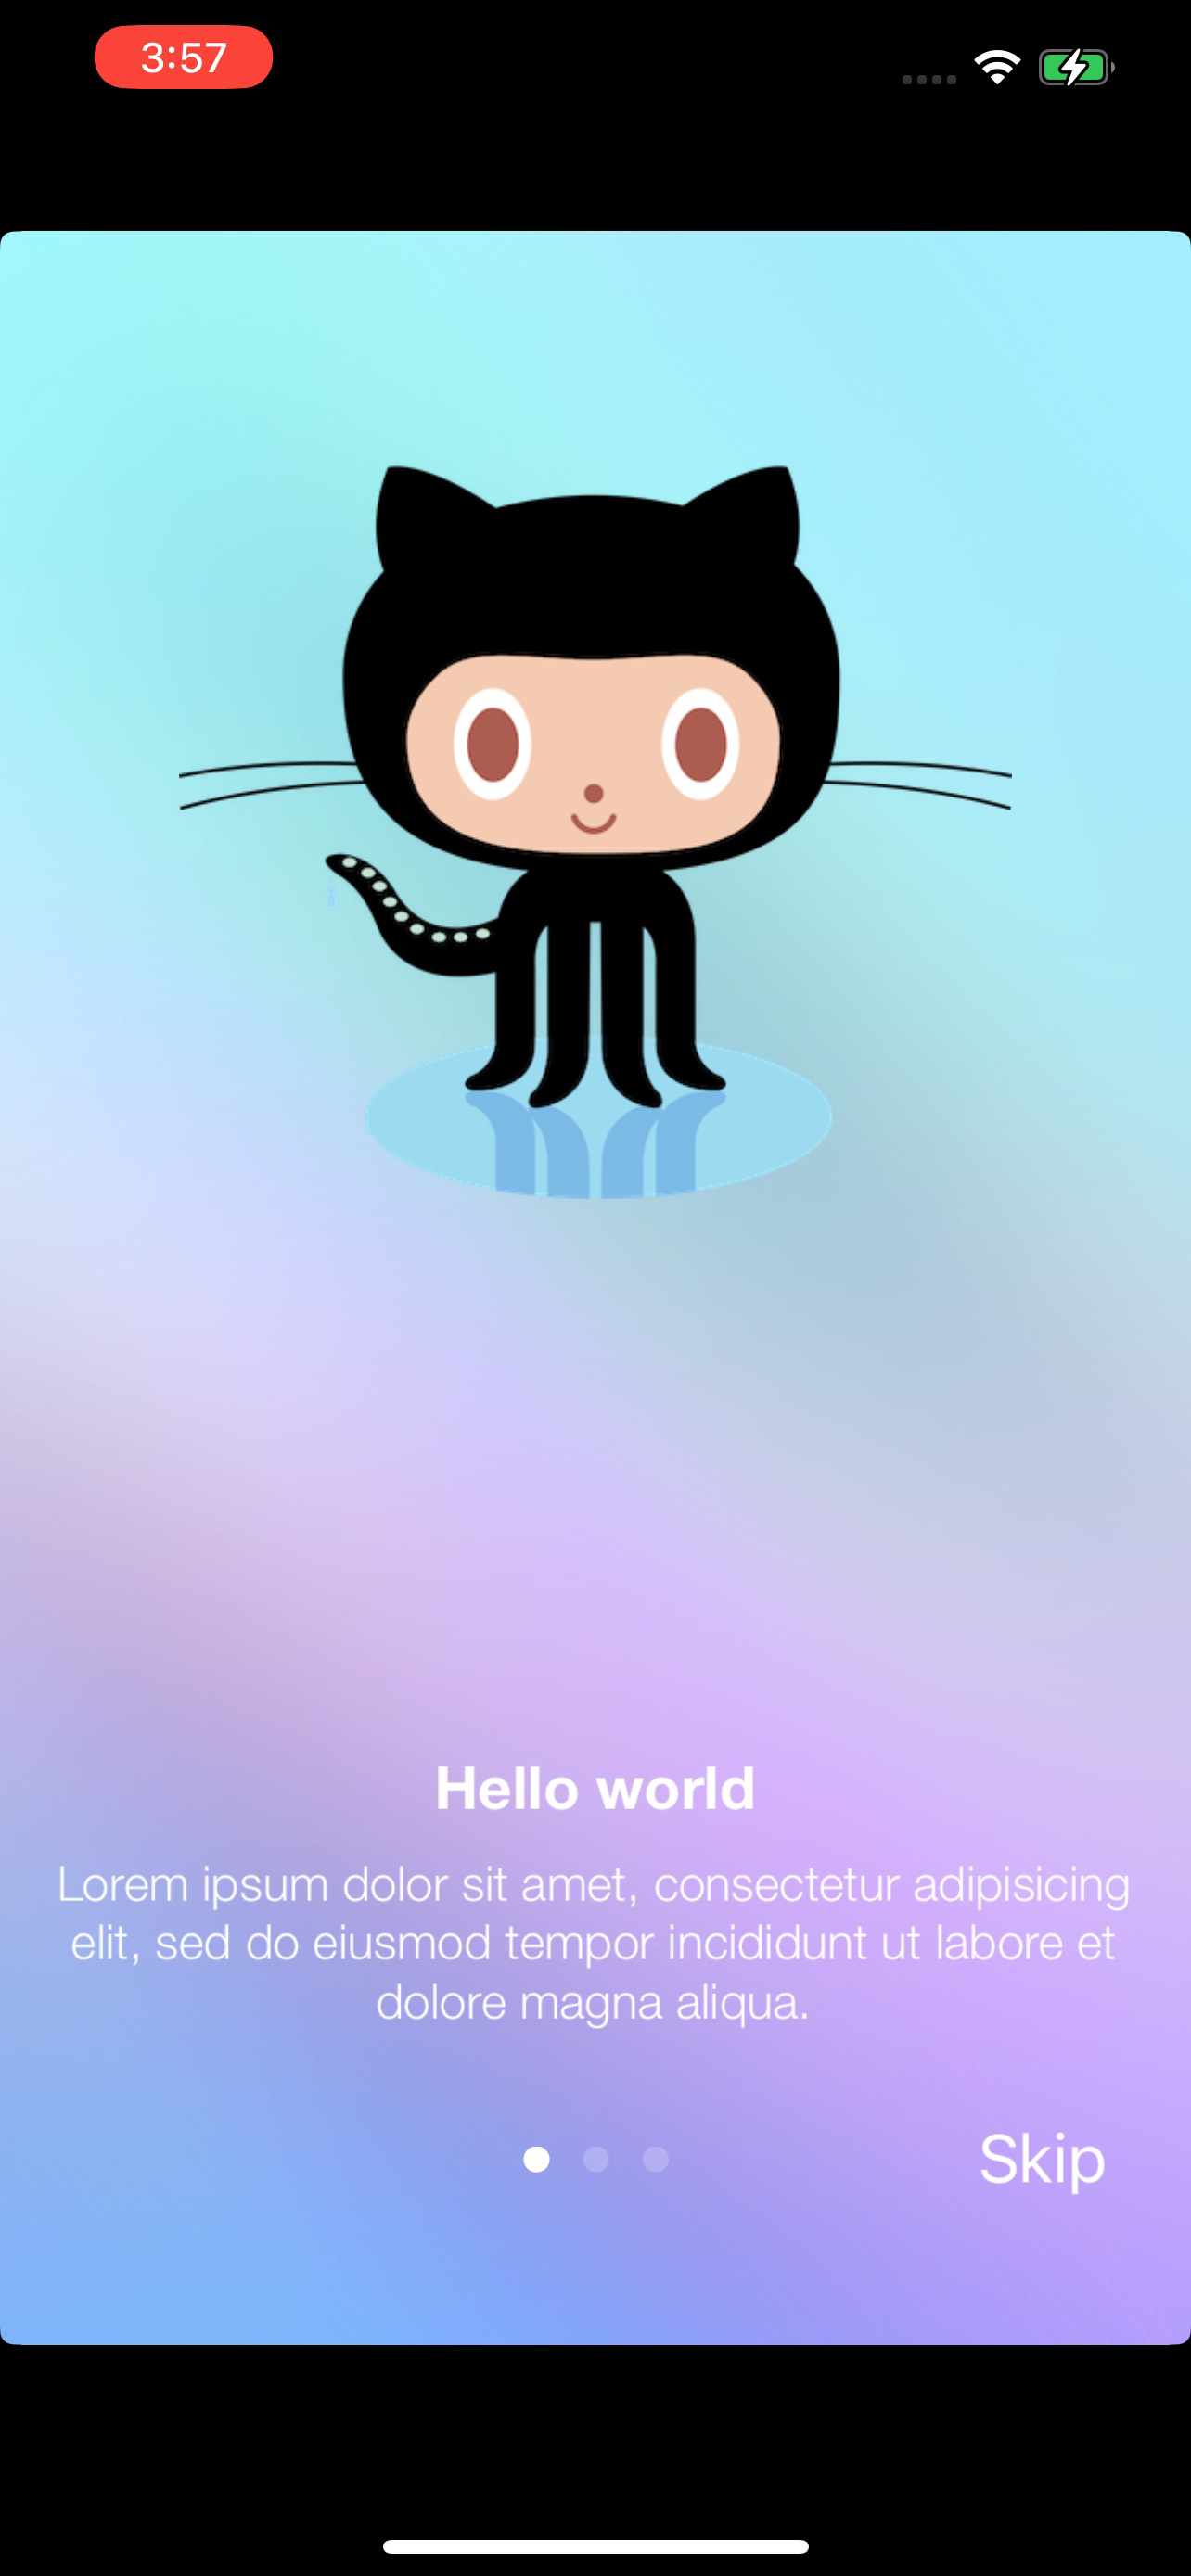 3:57
Hello world
Lorem ipsum dolor sit amet, consectetur adipisicing
elit, sed do eiusmod tempor incididunt ut labore et
dolore magna aliqua.
Skip